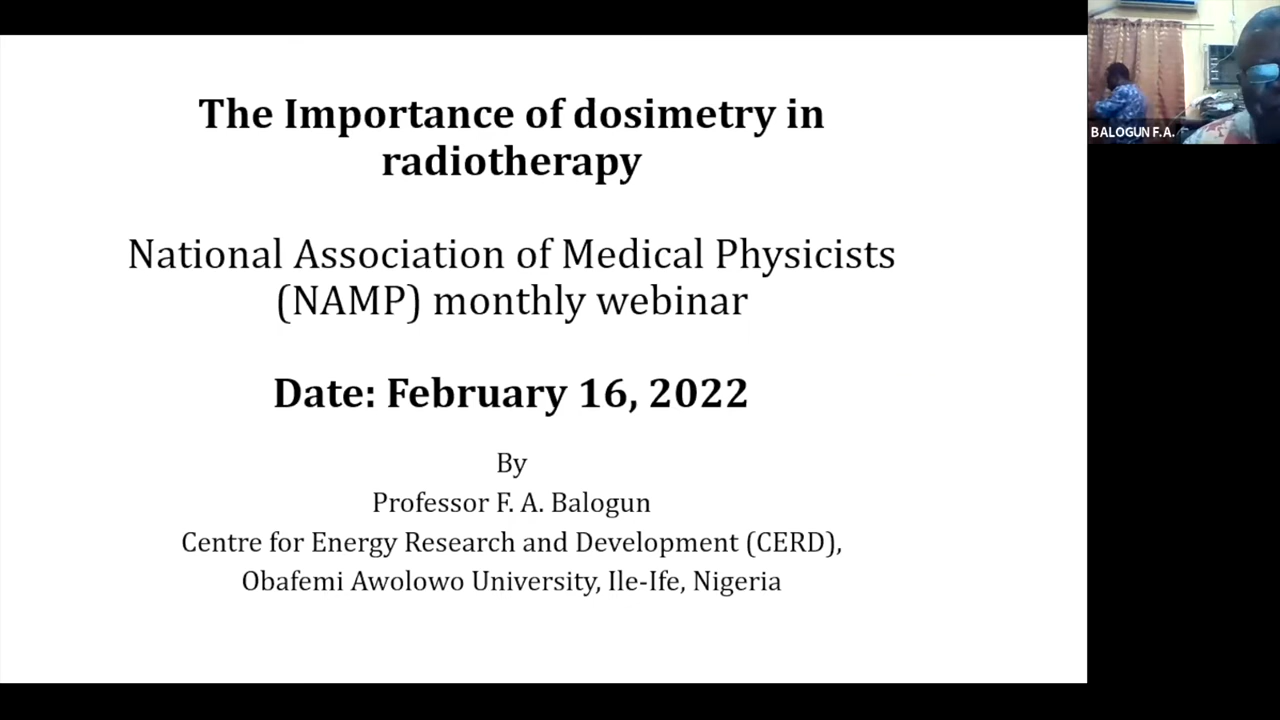 The Importance of dosimetry in
radiotherapy
National Association of Medical Physicists
(NAMP) monthly webinar
Date: February 16, 2022
By
Professor F. A. Balogun
Centre for Energy Research and Development (CERD),
Obafemi Awolowo University, Ile-Ife, Nigeria
BALOGUN F.A.